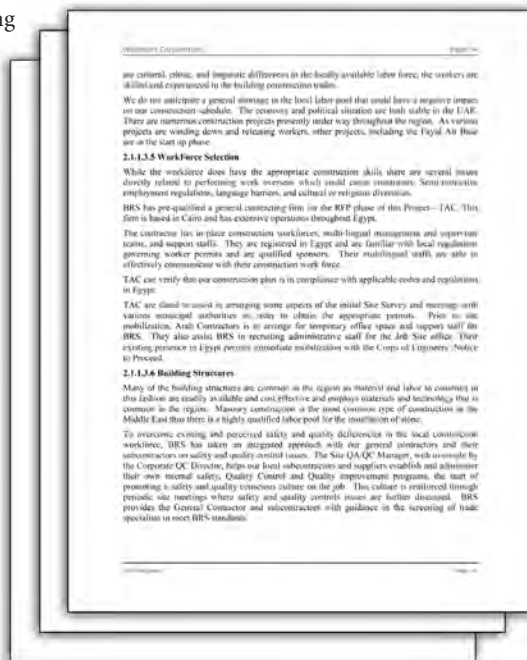 ng
are cultural, ethnic, and linguistic differences in the locally available labor force, the workers are
skilled and experienced in the building construction trades.
We do not anticipate a general shortage in the local labor pool that could have a negative impact
on our construction schedule. The economy and political situation are both stable in the UAE.
There are numerous construction projects presently under way throughout the region. As various
projects are winding down and releasing workers, other projects, including the Fayid Air Base
are in the start up phase.
2.1.1.3.5 WorkForce Selection
While the workforce does have the appropriate construction skills there are several issues
directly related to performing work overseas which could cause constraints. Semi-restrictive
employment regulations, language barriers, and cultural or religious diversities.
BRS has pre-qualified a general contracting firm for the RFP phase of this Project– TAC. This
firm is based in Cairo and has extensive operations throughout Egypt.
The contractor has in-place construction workforces, multi-lingual management and supervisor
teams, and support staffs. They are registered in Egypt and are familiar with local regulations
governing worker permits and are qualified sponsors. Their multilingual staffs are able to
effectively communicate with their construction work force.
TAC can verify that our construction plan is in compliance with applicable codes and regulations
in Egypt.
TAC are slated to assist in arranging some aspects of the initial Site Survey and meetings with
various municipal authorities in order to obtain the appropriate permits. Prior to site
mobilization, Arab Contractors is to arrange for temporary office space and support staff for
BRS. They also assist BRS in recruiting administrative staff for the Job Site office. Their
existing presence in Egypt permits immediate mobilization with the Corps of Engineers' Notice
to Proceed.
2.1.1.3.6 Building Structures
Many of the building structures are common in the region as material and labor to construct in
this fashion are readily available and cost effective and employs materials and technology that is
common in the region. Masonry construction is the most common type of construction in the
Middle East thus there is a highly qualified labor pool for the installation of stone.
To overcome existing and perceived safety and quality deficiencies in the local construction
workforce, BRS has taken an integrated approach with our general contractors and their
subcontractors on safety and quality control issues. The Site QA/QC Manager, with oversight by
the Corporate QC Director, helps our local subcontractors and suppliers establish and administer
their own internal safety, Quality Control and Quality improvement programs, the start of
promoting a safety and quality conscious culture on the job. This culture is reinforced through
periodic site meetings where safety and quality controls issues are further discussed. BRS
provides the General Contractor and subcontractors with guidance in the screening of trade
specialists to meet BRS standards.